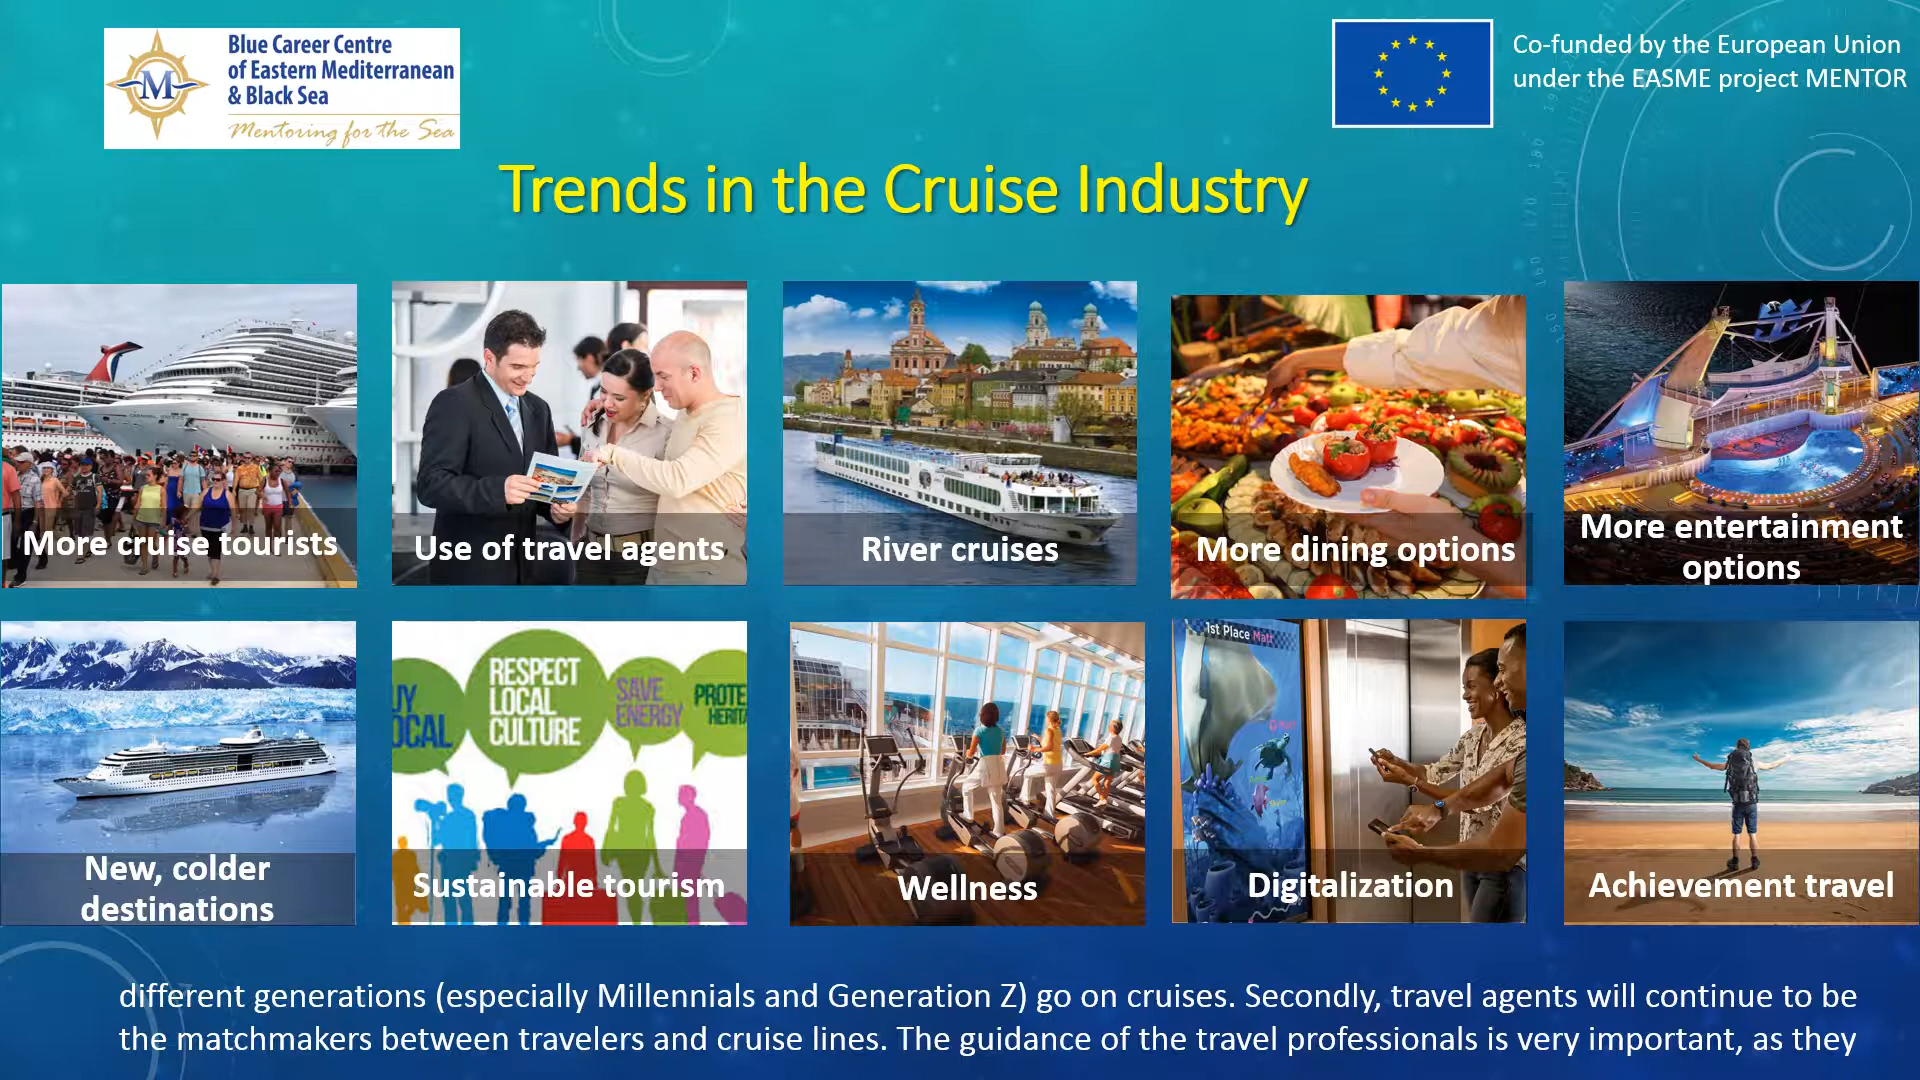 Blue Career Centre
of Eastern Mediterranean
& Black Sea
Mentoring for the Sea
M
Co-funded by the European Union
under the EASME project MENTOR
Trends in the Cruise Industry
More cruise tourists
Use of travel agents
River cruises
More dining options
More entertainment
options
New, colder
destinations
RESPECT
LOCAL
CULTURE
SAVE
ENERGY
Sustainable tourism
Wellness
1st Place Matt
Digitalization
Achievement travel
different generations (especially Millennials and Generation Z) go on cruises. Secondly, travel agents will continue to be
the matchmakers between travelers and cruise lines. The guidance of the travel professionals is very important, as they